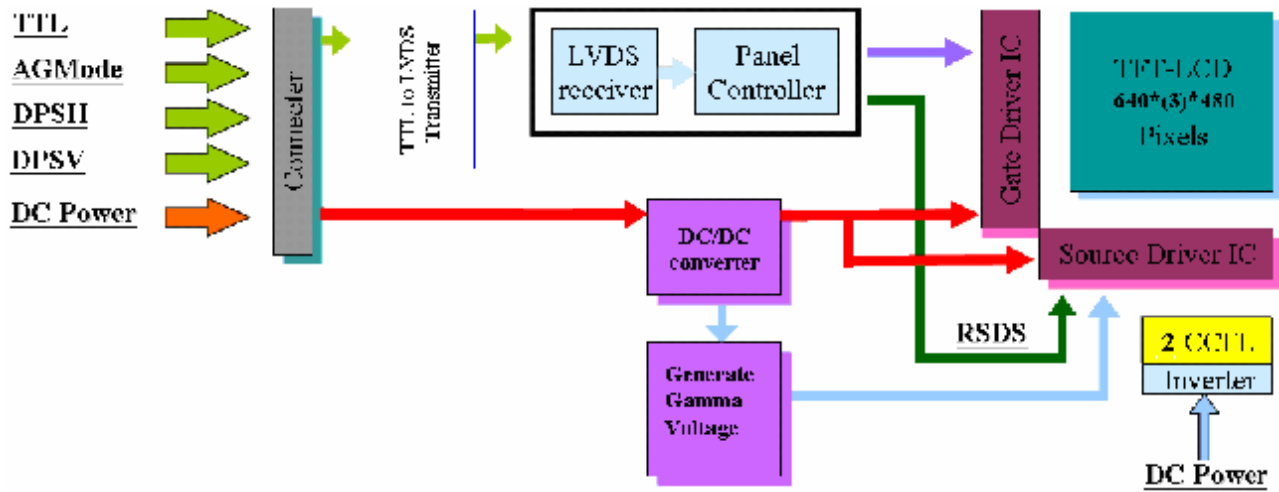 TTL
AGMode
DPSH
DPSV
DC Power
Connecter
TTL to LVDS
Transmitter
LVDS
receiver
Panel
Controller
Gate Driver IC
TFT-LCD
640*(3)*480
Pixels
DC/DC
converter
Source Driver IC
RSDS
Generate
Gamma
Voltage
2 CCFL
Inverter
DC Power